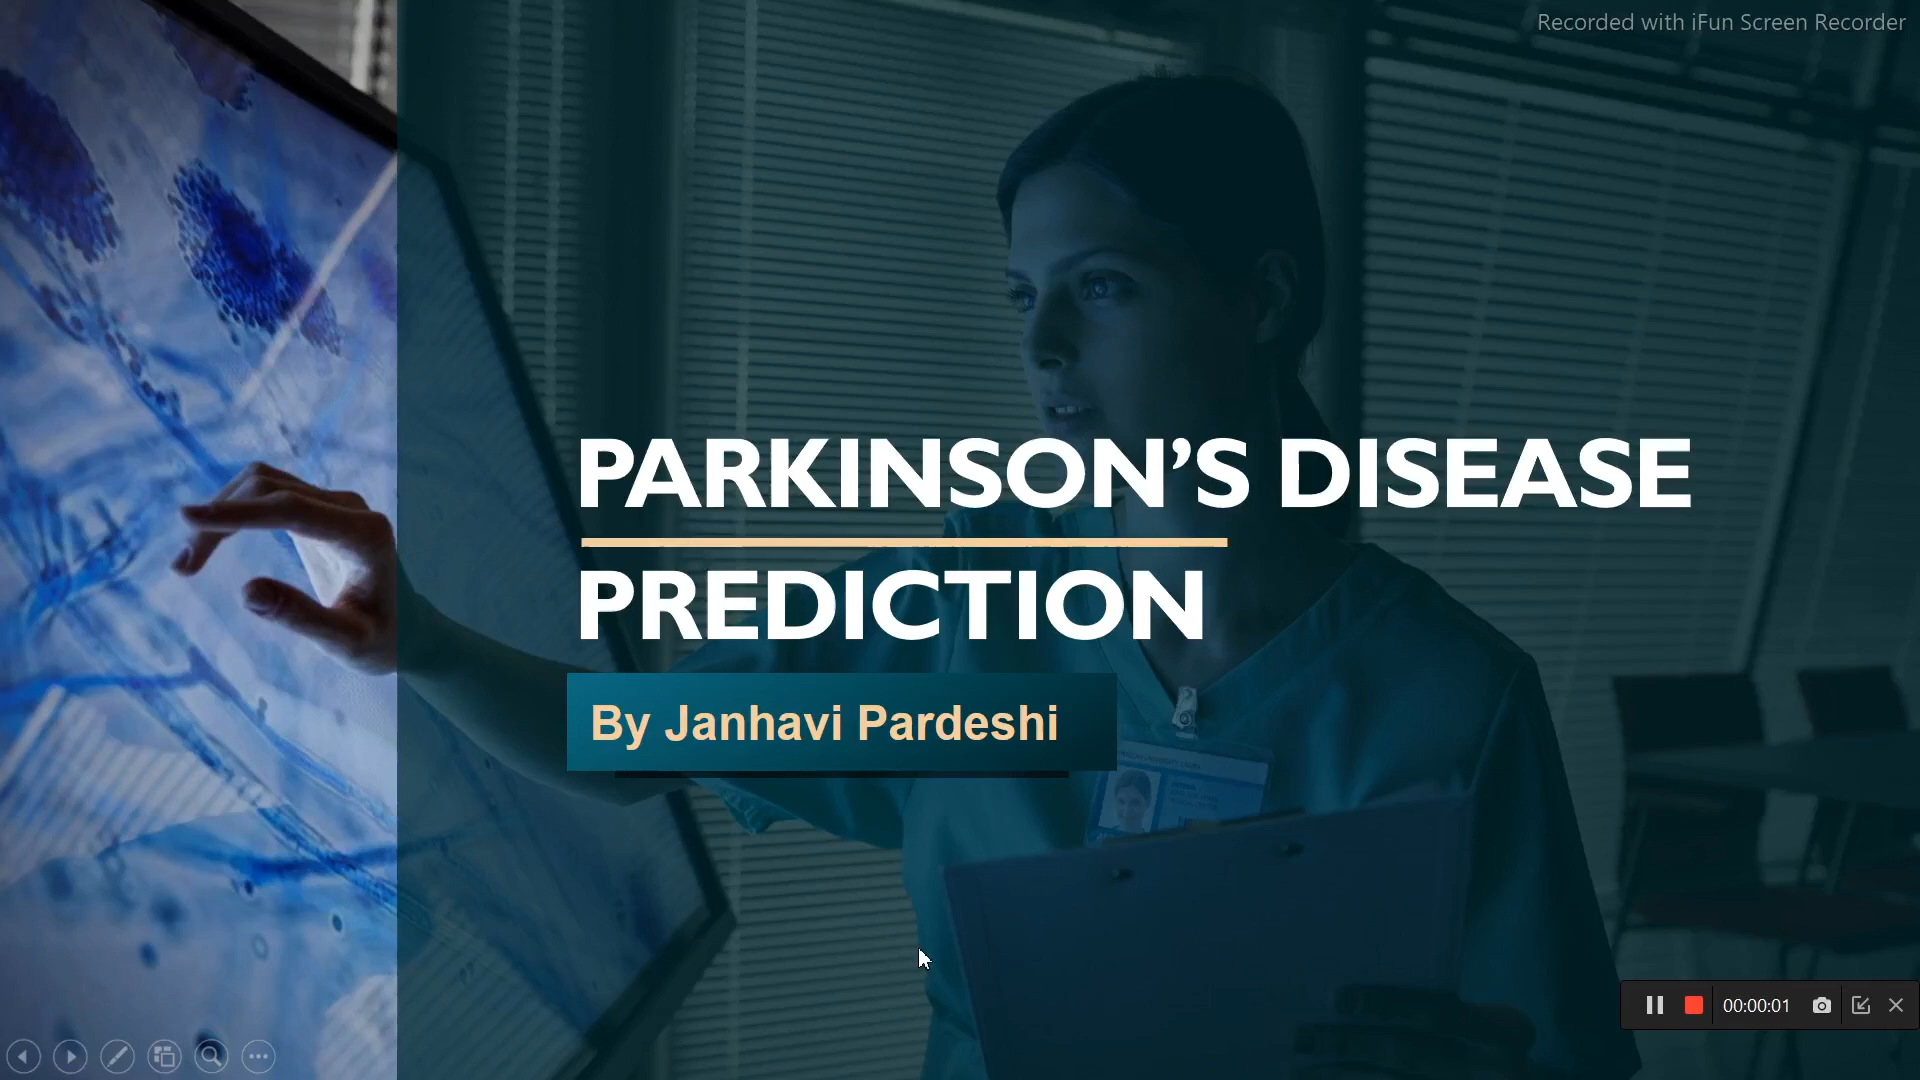 Recorded with iFun Screen Recorder
PARKINSON’S DISEASE
PREDICTION
By Janhavi Pardeshi
00:00:01